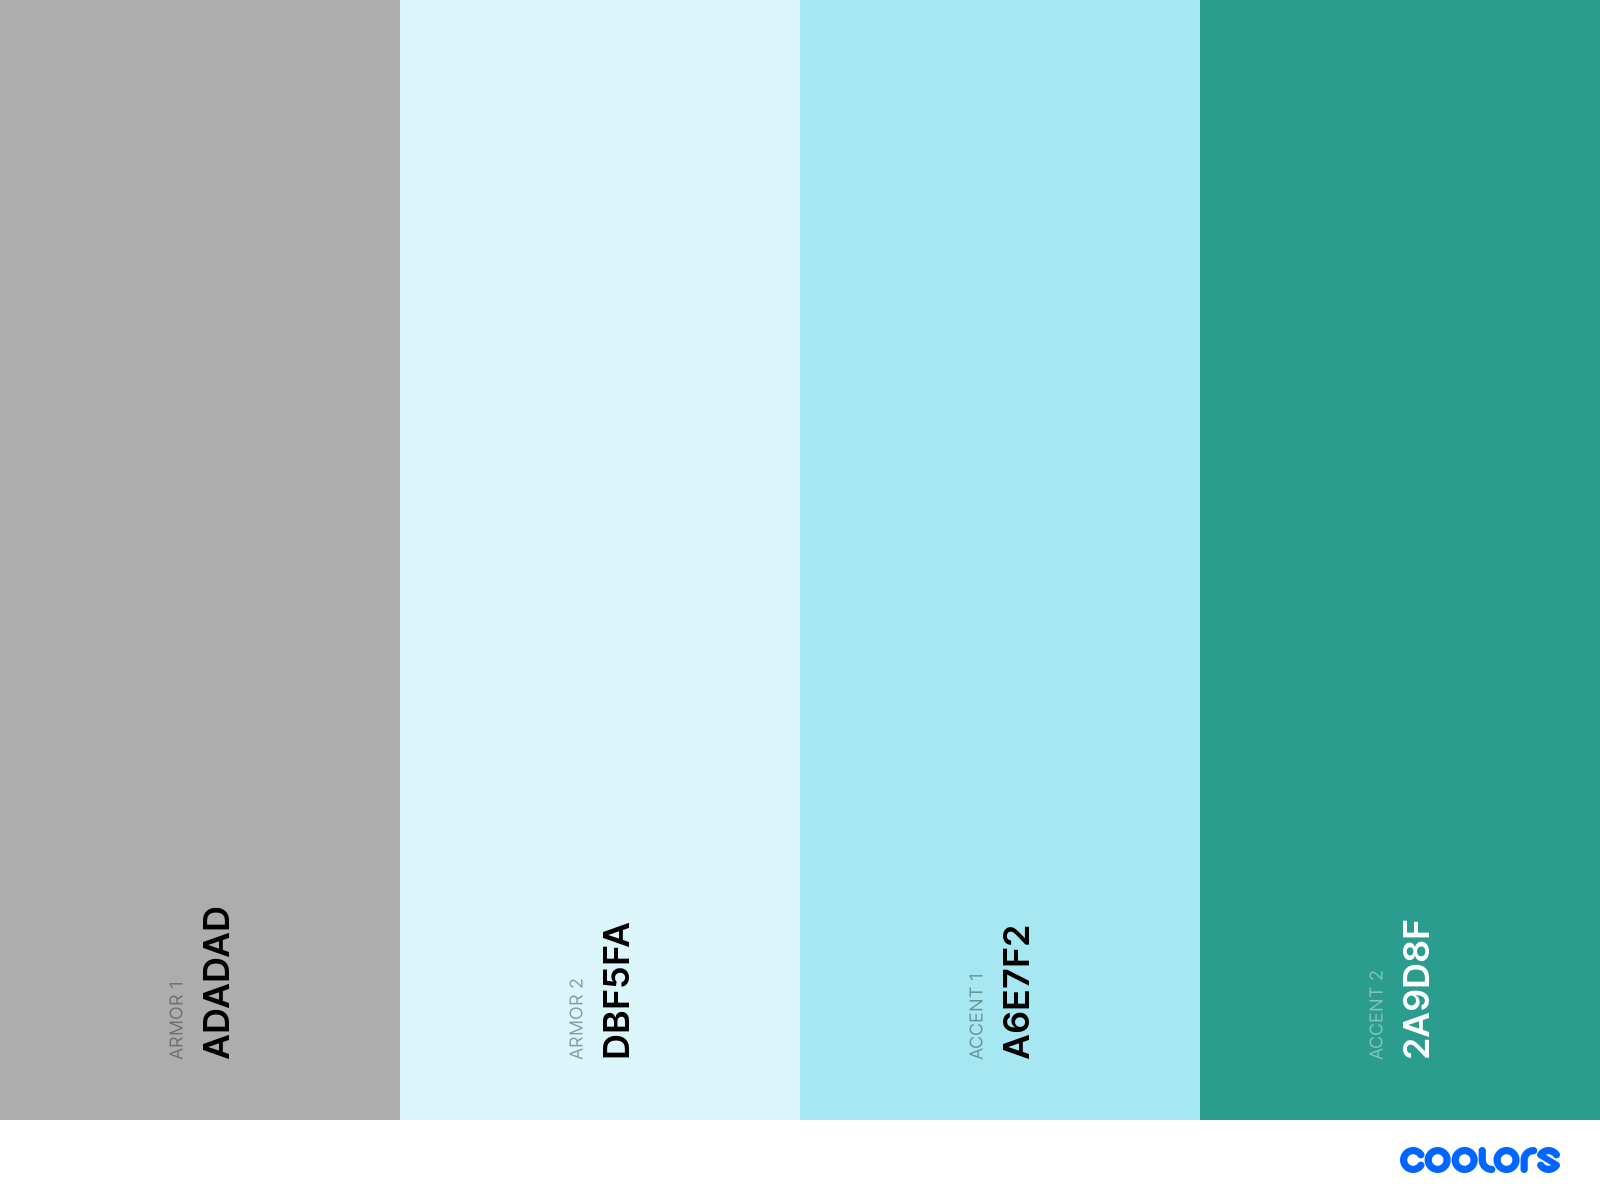 ARMOR 1
ADADAD
ARMOR 2
DBF5FA
ACCENT 1
A6E7F2
ACCENT 2
2A9D8F
coolors